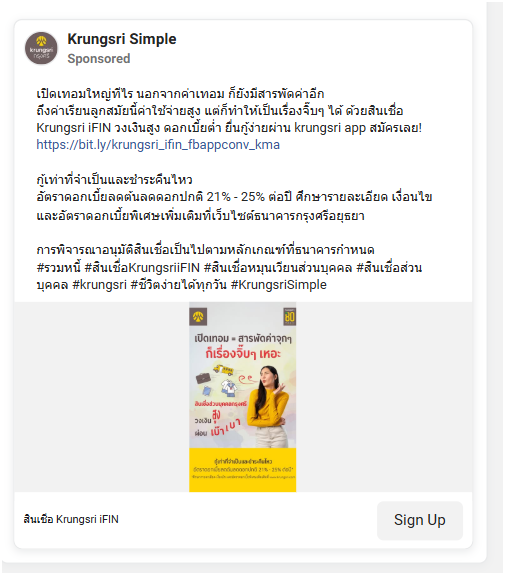 Krungsri Simple
Sponsored
krungsri
กรุงศรี
เปิดเทอมใหญ่ทีไร นอกจากค่าเทอม ก็ยังมีสารพัดค่าอีก
ถึงค่าเรียนลูกสมัยนี้ค่าใช้จ่ายสูง แต่ก็ทำให้เป็นเรื่องจิ๊บๆ ได้ ด้วยสินเชื่อ
Krungsri iFIN วงเงินสูง ดอกเบี้ยต่ำ ยื่นกู้ง่ายผ่าน krungsri app สมัครเลย!
https://bit.ly/krungsri_ifin_fbappconv_kma
กู้เท่าที่จำเป็นและชำระคืนไหว
อัตราดอกเบี้ยลดต้นลดดอกปกติ 21% - 25% ต่อปี ศึกษารายละเอียด เงื่อนไข
และอัตราดอกเบี้ยพิเศษเพิ่มเติมที่เว็บไซต์ธนาคารกรุงศรีอยุธยา
การพิจารณาอนุมัติสินเชื่อเป็นไปตามหลักเกณฑ์ที่ธนาคารกำหนด
#รวมหนี้ #สินเชื่อKrungsriiFIN #สินเชื่อหมุนเวียนส่วนบุคคล #สินเชื่อส่วน
บุคคล #krungsri #ชีวิตง่ายได้ทุกวัน #KrungsriSimple
เปิดเทอม = สารพัดค่าจุกๆ
ก็เรื่องจิ๊บๆ เหอะ
สินเชื่อส่วนบุคคลกรุงศรี
วงเงิน สูง
ผ่อน เบ๊า เบา
กู้เท่าที่จำเป็นและชำระคืนไหว
อัตราดอกเบี้ยลดต้นลดดอกปกติ 21% - 25% ต่อปี*
สินเชื่อ Krungsri iFIN
Sign Up